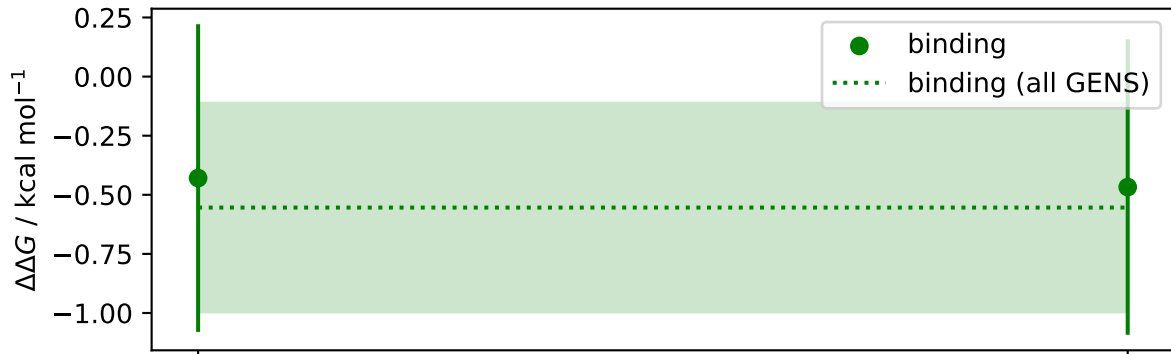 0.25
0.00
−0.25
−0.50
−0.75
−1.00
ΔΔG / kcal mol⁻¹
binding
binding (all GENS)